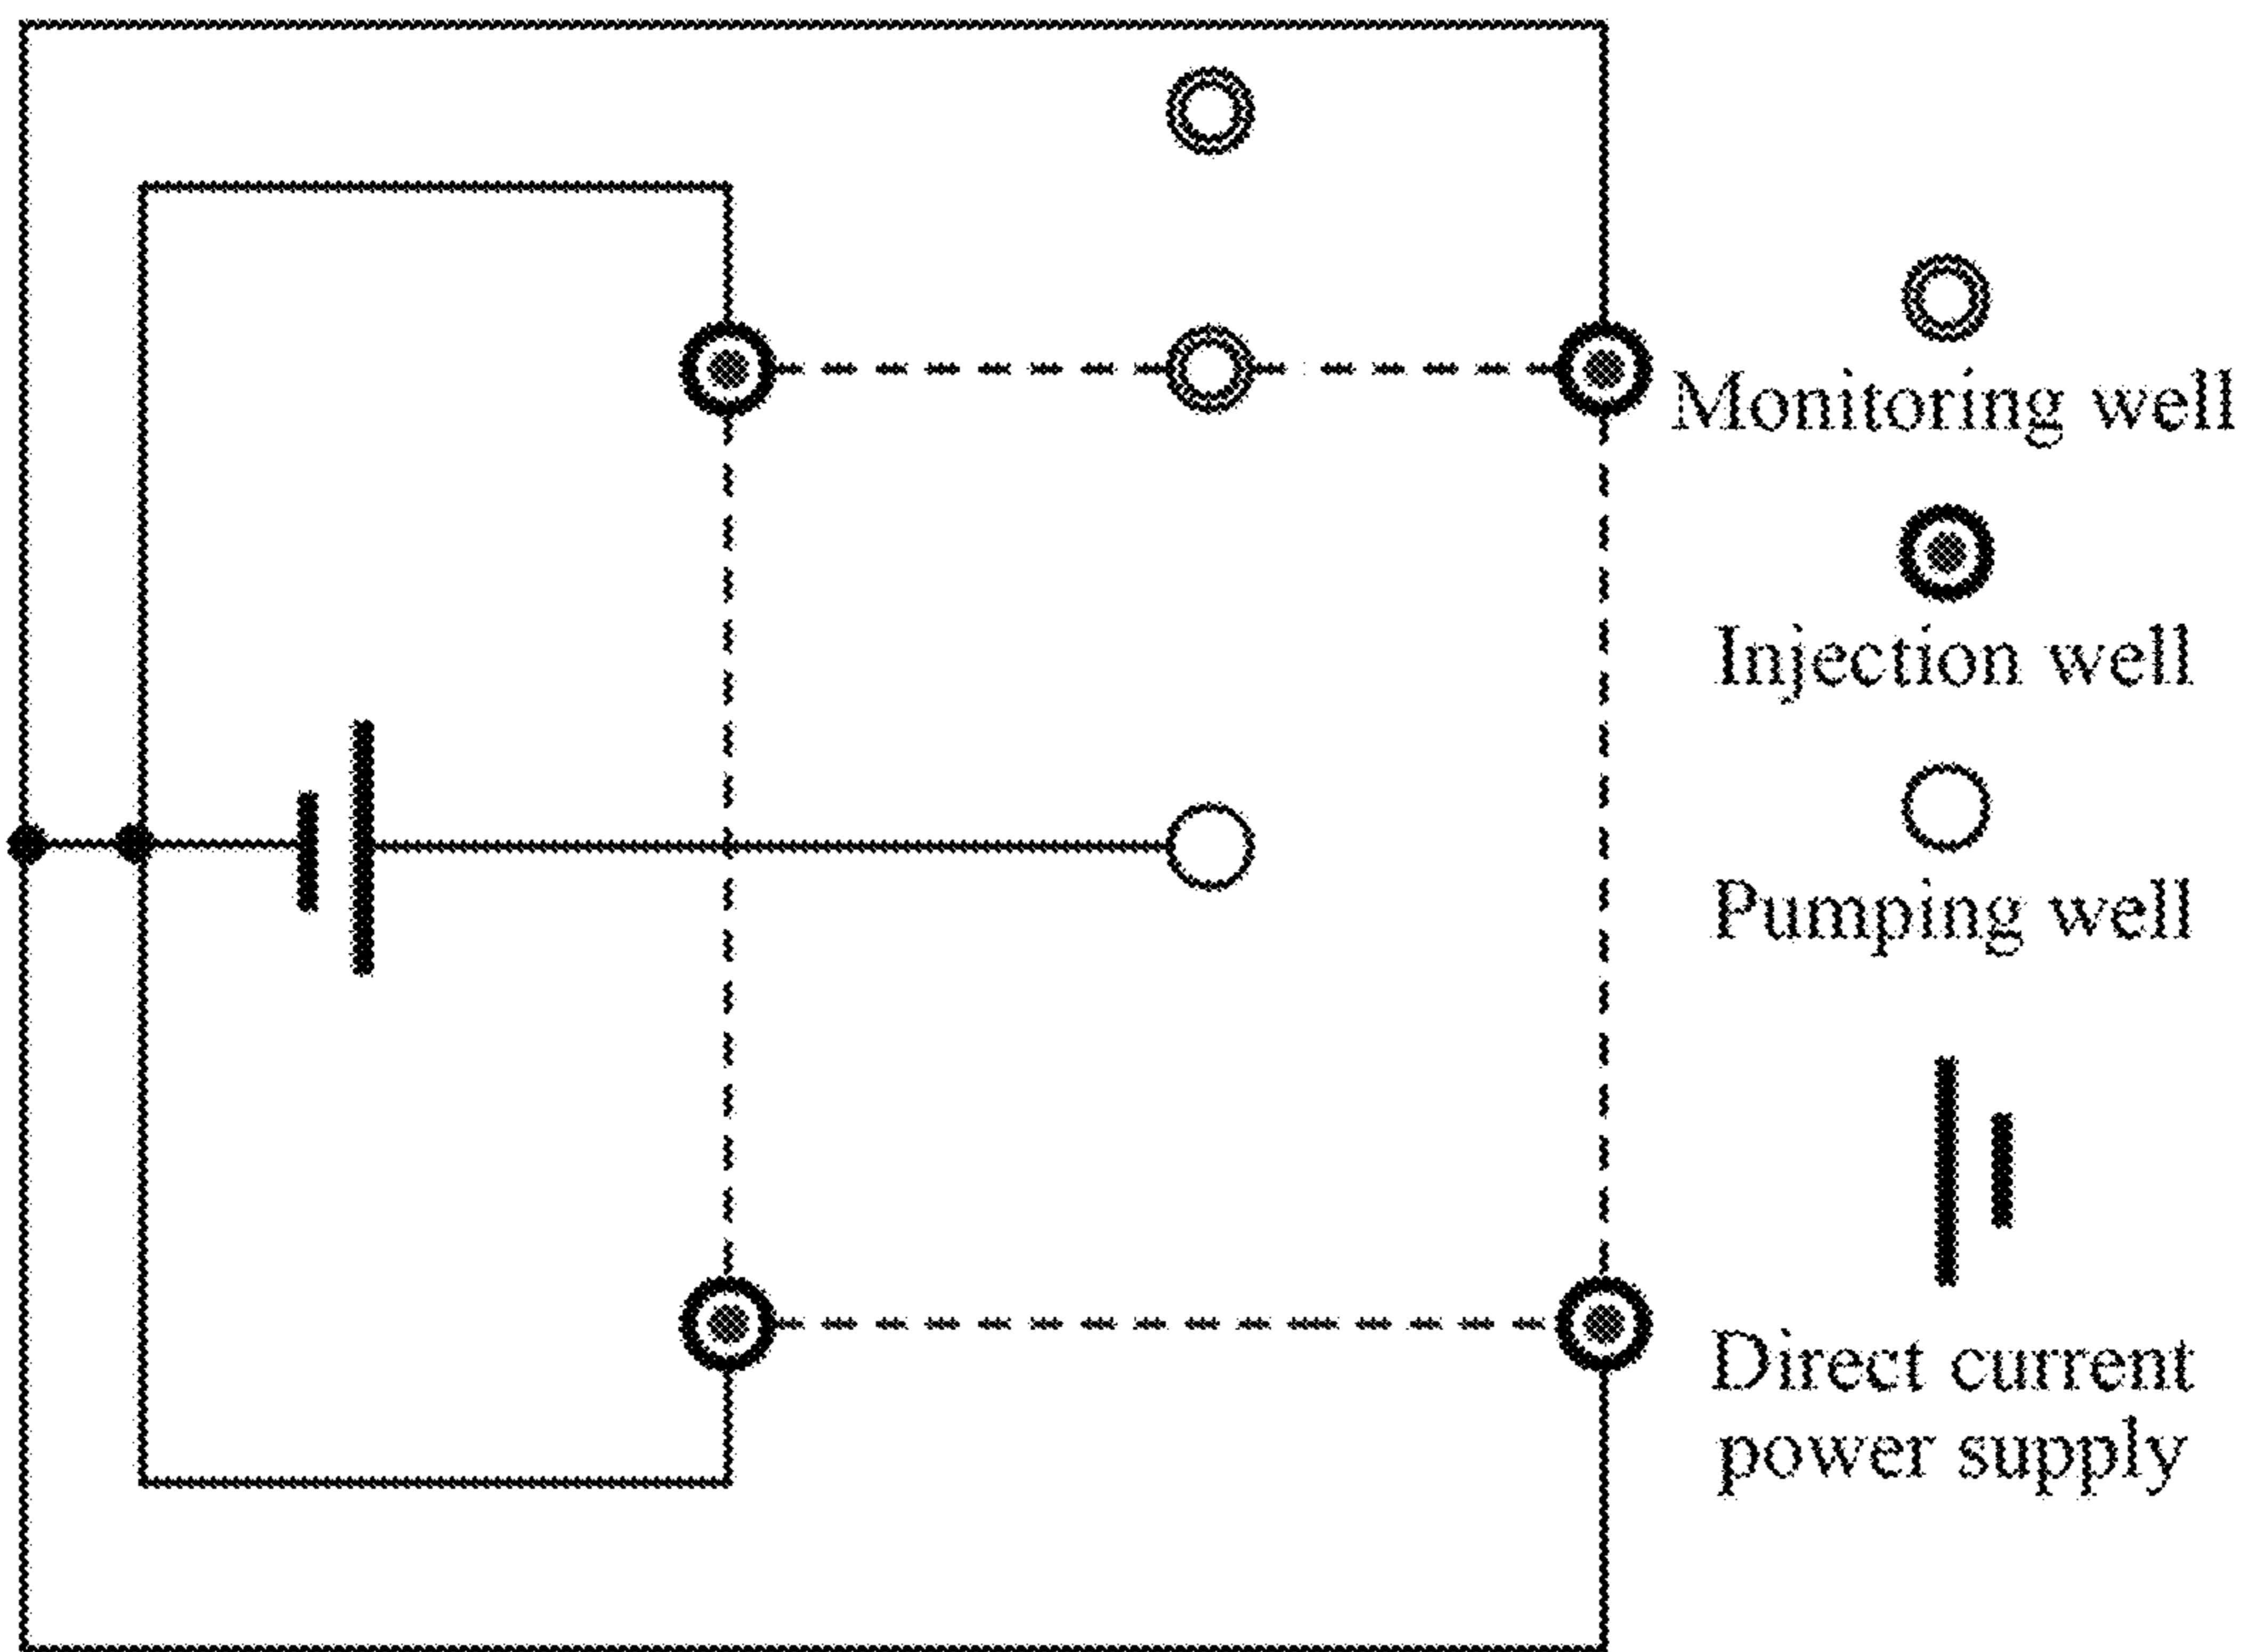 Monitoring well
Injection well
Pumping well
Direct current
power supply